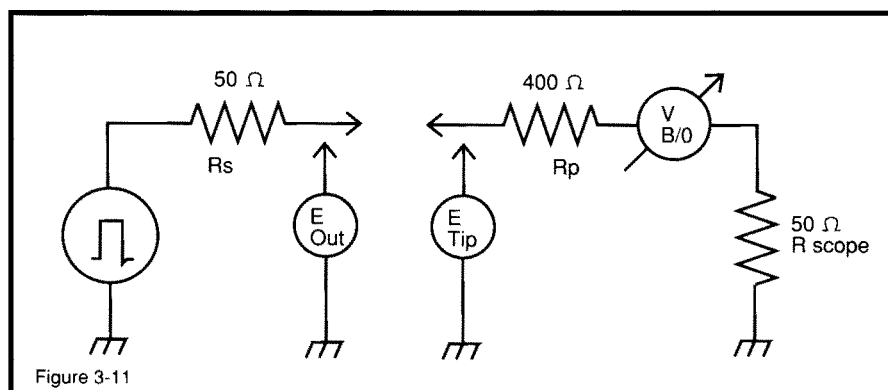 50 Ω
Rs
E
Out
E
Tip
400 Ω
Rp
V
B/0
50 Ω
R scope
Figure 3-11